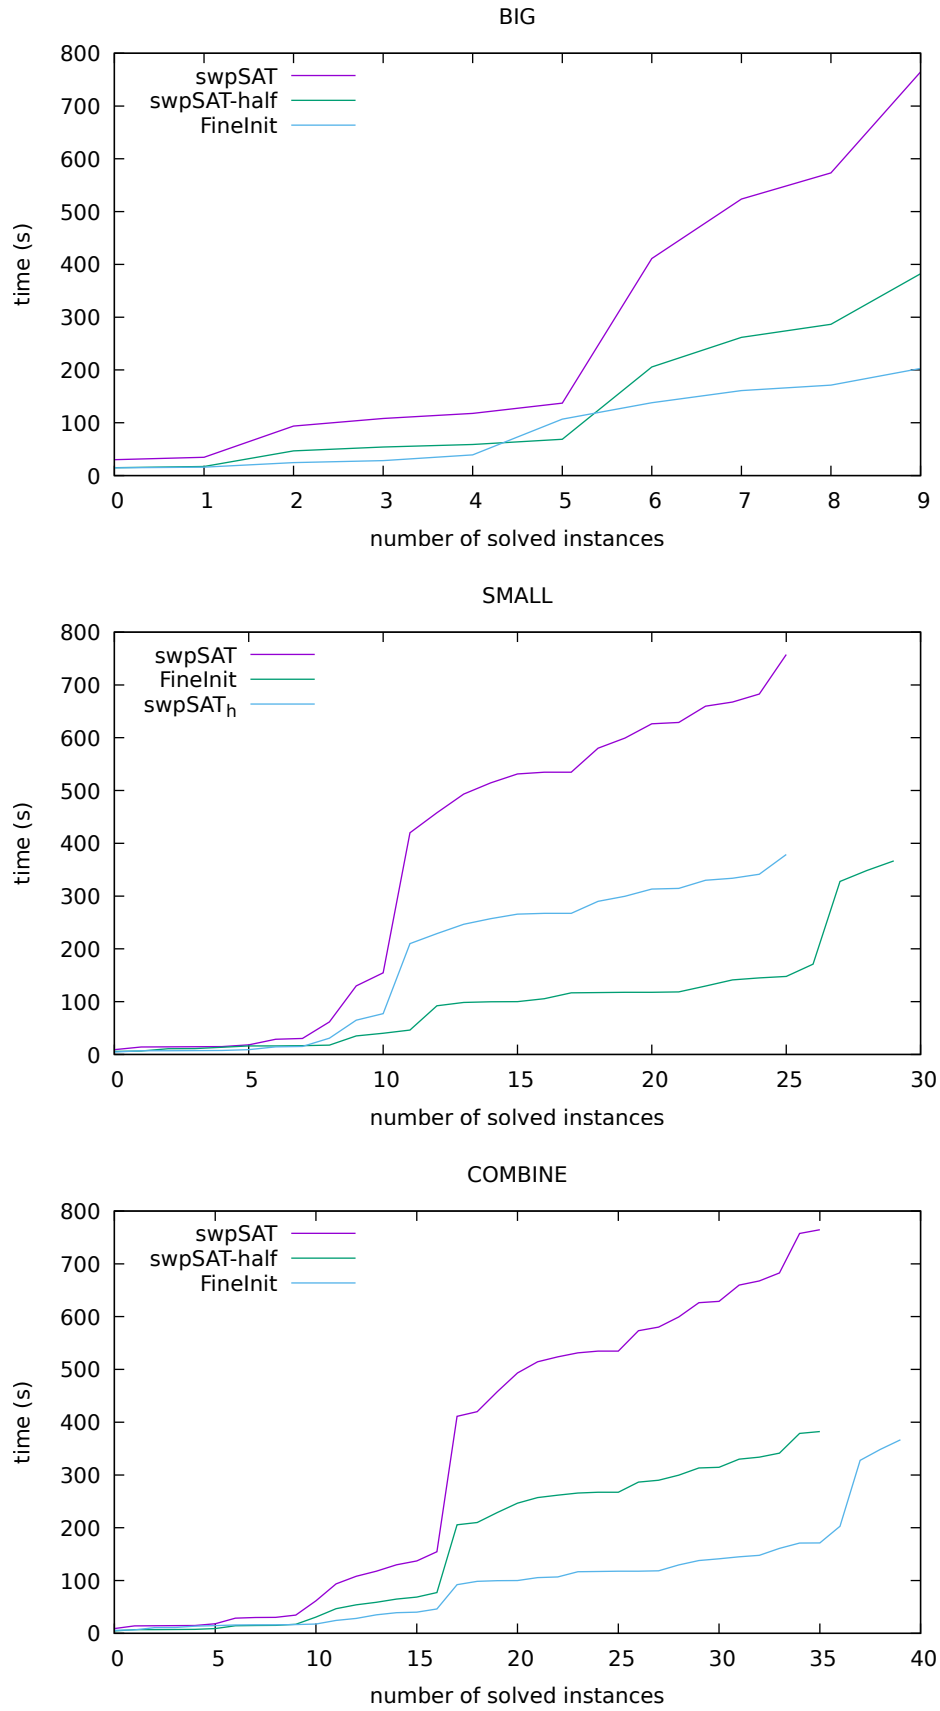 BIG
800
700
600
500
400
300
200
100
0
time (s)
swpSAT
swpSAT-half
FineInit
0 1 2 3 4 5 6 7 8 9
number of solved instances
SMALL
800
700
600
500
400
300
200
100
0
time (s)
swpSAT
FineInit
swpSATh
0 5 10 15 20 25 30
number of solved instances
COMBINE
800
700
600
500
400
300
200
100
0
time (s)
swpSAT
swpSAT-half
FineInit
0 5 10 15 20 25 30 35 40
number of solved instances